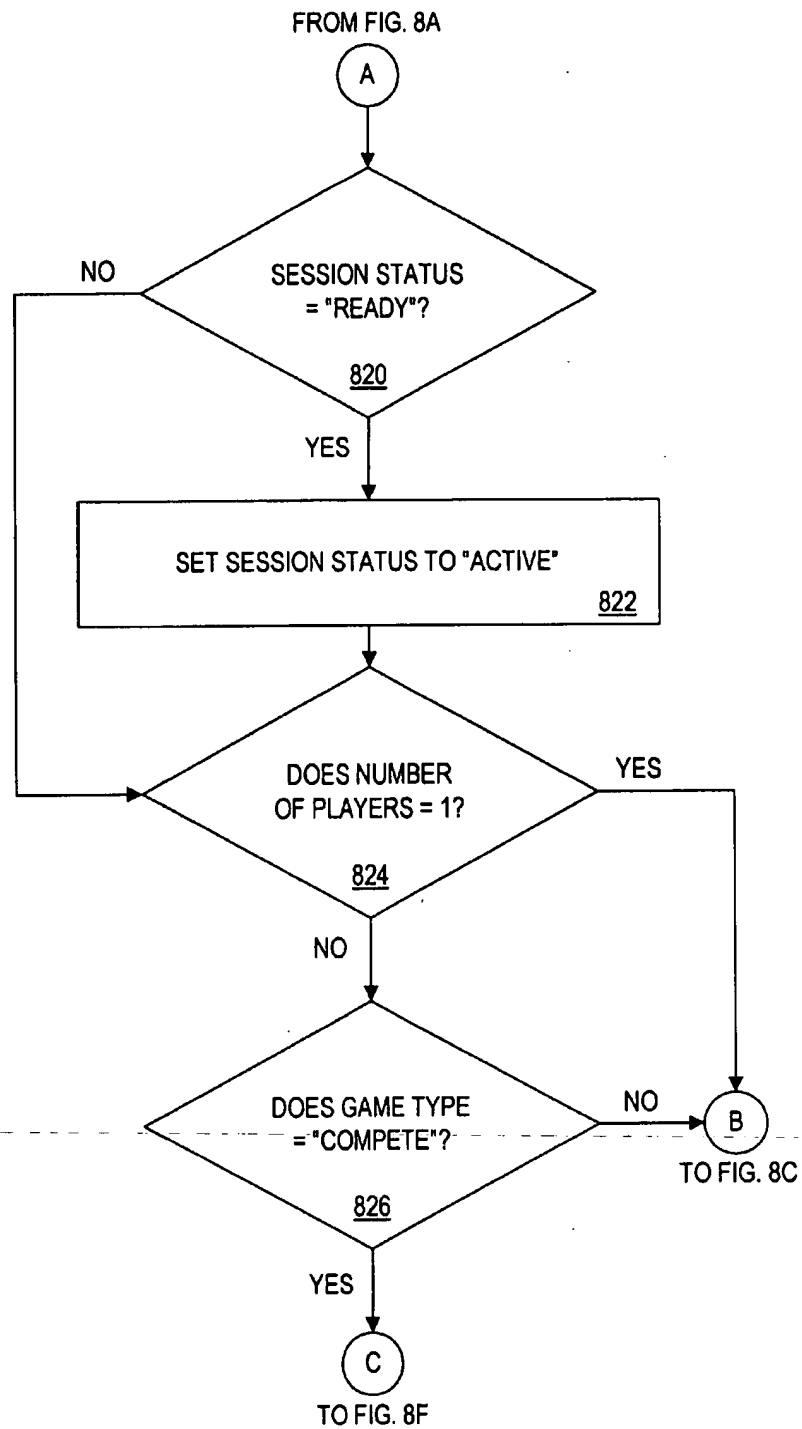 FROM FIG. 8A
A
SESSION STATUS
= "READY"?
820
NO
YES
SET SESSION STATUS TO "ACTIVE"
822
DOES NUMBER
OF PLAYERS = 1?
824
YES
NO
DOES GAME TYPE
= "COMPETE"?
826
NO
B
TO FIG. 8C
YES
C
TO FIG. 8F